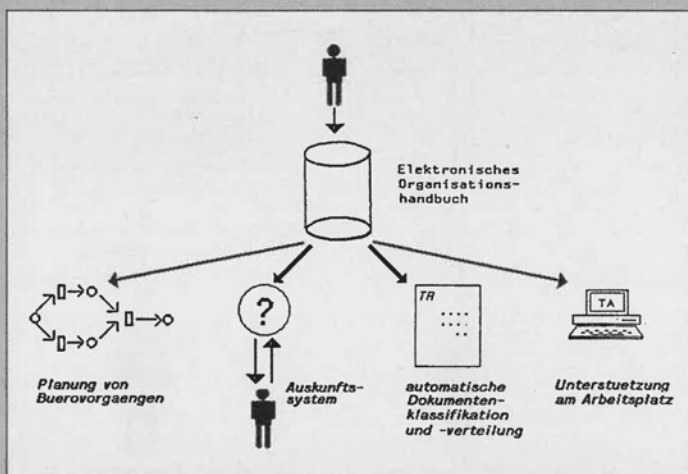 Elektronisches
Organisations-
handbuch
?
TA
TA
Planung von
Buerovorgaengen
Auskunfts-
system
automatische
Dokumenten-
klassifikation
und -verteilung
Unterstuetzung
am Arbeitsplatz